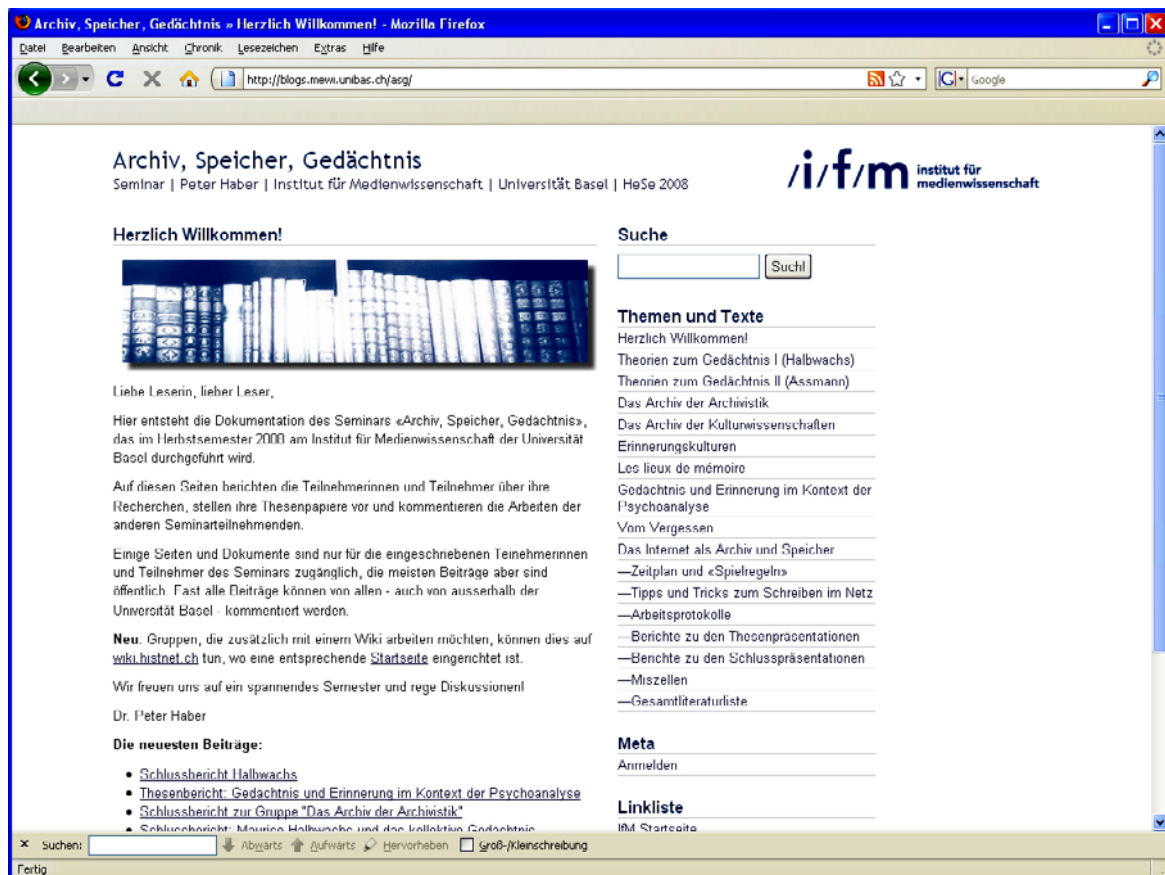 Archiv, Speicher, Gedächtnis » Herzlich Willkommen! - Mozilla Firefox
Datei Bearbeiten Ansicht Chronik Lesezeichen Extras Hilfe
http://blogs.mewi.unibas.ch/asg/
G Google
Archiv, Speicher, Gedächtnis
Seminar | Peter Haber | Institut für Medienwissenschaft | Universität Basel | HeSe 2008
/i/f/m institut für
medienwissenschaft
Herzlich Willkommen!
Liebe Leserin, lieber Leser,
Hier entsteht die Dokumentation des Seminars «Archiv, Speicher, Gedächtnis»,
das im Herbstsemester 2008 am Institut für Medienwissenschaft der Universität
Basel durchgeführt wird.
Auf diesen Seiten berichten die Teilnehmerinnen und Teilnehmer über ihre
Recherchen, stellen ihre Thesenpapiere vor und kommentieren die Arbeiten der
anderen Seminarteilnehmenden.
Einige Seiten und Dokumente sind nur für die eingeschriebenen Teinehmerinnen
und Teilnehmer des Seminars zugänglich, die meisten Beiträge aber sind
öffentlich. Fast alle Beiträge können von allen - auch von ausserhalb der
Universität Basel - kommentiert werden.
Neu: Gruppen, die zusätzlich mit einem Wiki arbeiten möchten, können dies auf
wiki.histnet.ch tun, wo eine entsprechende Startseite eingerichtet ist.
Wir freuen uns auf ein spannendes Semester und rege Diskussionen!
Dr. Peter Haber
Die neuesten Beiträge:
• Schlussbericht Halbwachs
• Thesenbericht: Gedächtnis und Erinnerung im Kontext der Psychoanalyse
• Schlussbericht zur Gruppe "Das Archiv der Archivistik"
• Schlussbericht: Maurice Halbwachs und das kollektive Gedächtnis
Suche
Such!
Themen und Texte
Herzlich Willkommen!
Theorien zum Gedächtnis I (Halbwachs)
Theorien zum Gedächtnis II (Assmann)
Das Archiv der Archivistik
Das Archiv der Kulturwissenschaften
Erinnerungskulturen
Les lieux de mémoire
Gedächtnis und Erinnerung im Kontext der
Psychoanalyse
Vom Vergessen
Das Internet als Archiv und Speicher
—Zeitplan und «Spielregeln»
—Tipps und Tricks zum Schreiben im Netz
—Arbeitsprotokolle
—Berichte zu den Thesenpräsentationen
—Berichte zu den Schlusspräsentationen
—Miszellen
—Gesamtliteraturliste
Meta
Anmelden
Linkliste
IfM Startseite
Suchen: Abwärts Aufwärts Hervorheben Groß-/Kleinschreibung
Fertig